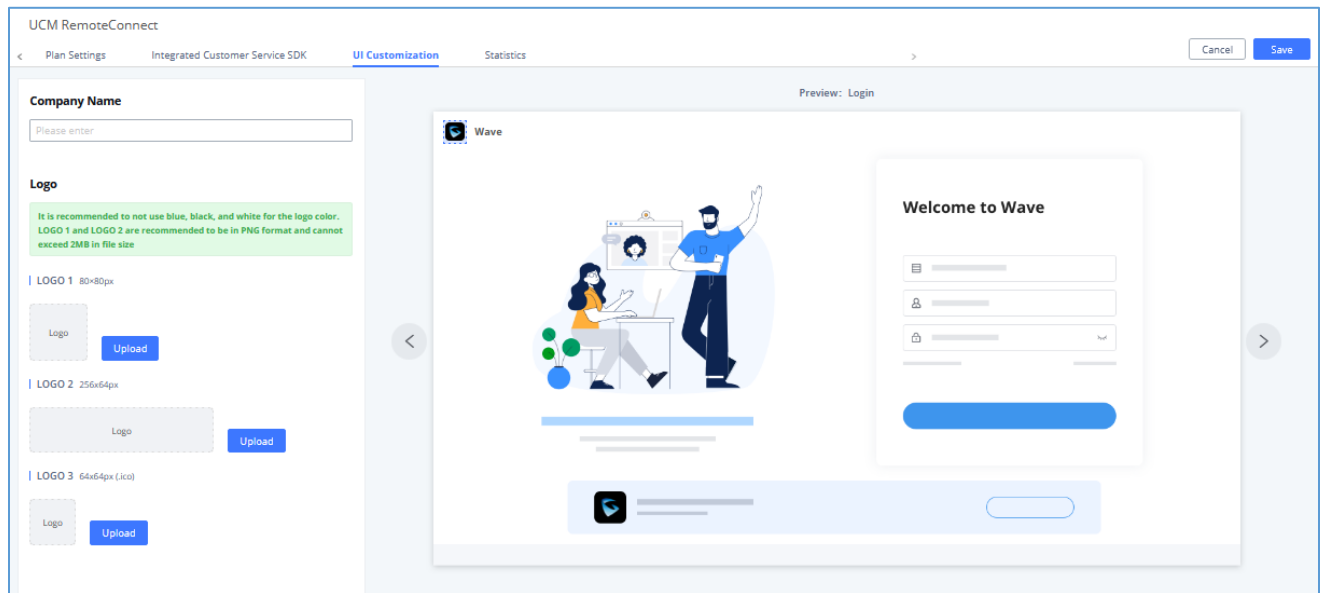 UCM RemoteConnect
Plan Settings
Integrated Customer Service SDK
UI Customization
Statistics
Cancel
Save
Company Name
Please enter
Logo
It is recommended to not use blue, black, and white for the logo color.
LOGO 1 and LOGO 2 are recommended to be in PNG format and cannot
exceed 2MB in file size
LOGO 1 80×80px
Logo
Upload
LOGO 2 256x64px
Logo
Upload
LOGO 3 64x64px (.ico)
Logo
Upload
Preview: Login
Wave
Welcome to Wave